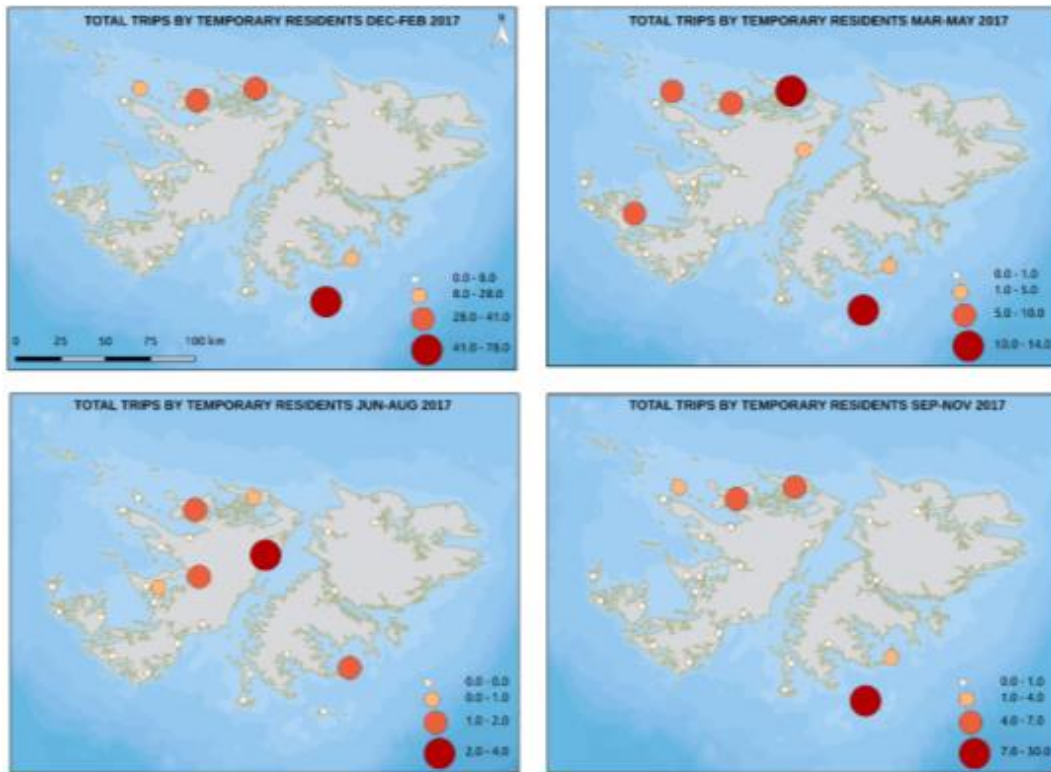 TOTAL TRIPS BY TEMPORARY RESIDENTS DEC-FEB 2017
N
0.0 - 8.0
8.0 - 28.0
28.0 - 41.0
41.0 - 78.0
0 25 50 75 100 km
TOTAL TRIPS BY TEMPORARY RESIDENTS MAR-MAY 2017
0.0 - 1.0
1.0 - 5.0
5.0 - 10.0
10.0 - 14.0
TOTAL TRIPS BY TEMPORARY RESIDENTS JUN-AUG 2017
0.0 - 0.0
0.0 - 1.0
1.0 - 2.0
2.0 - 4.0
TOTAL TRIPS BY TEMPORARY RESIDENTS SEP-NOV 2017
0.0 - 1.0
1.0 - 4.0
4.0 - 7.0
7.0 - 30.0